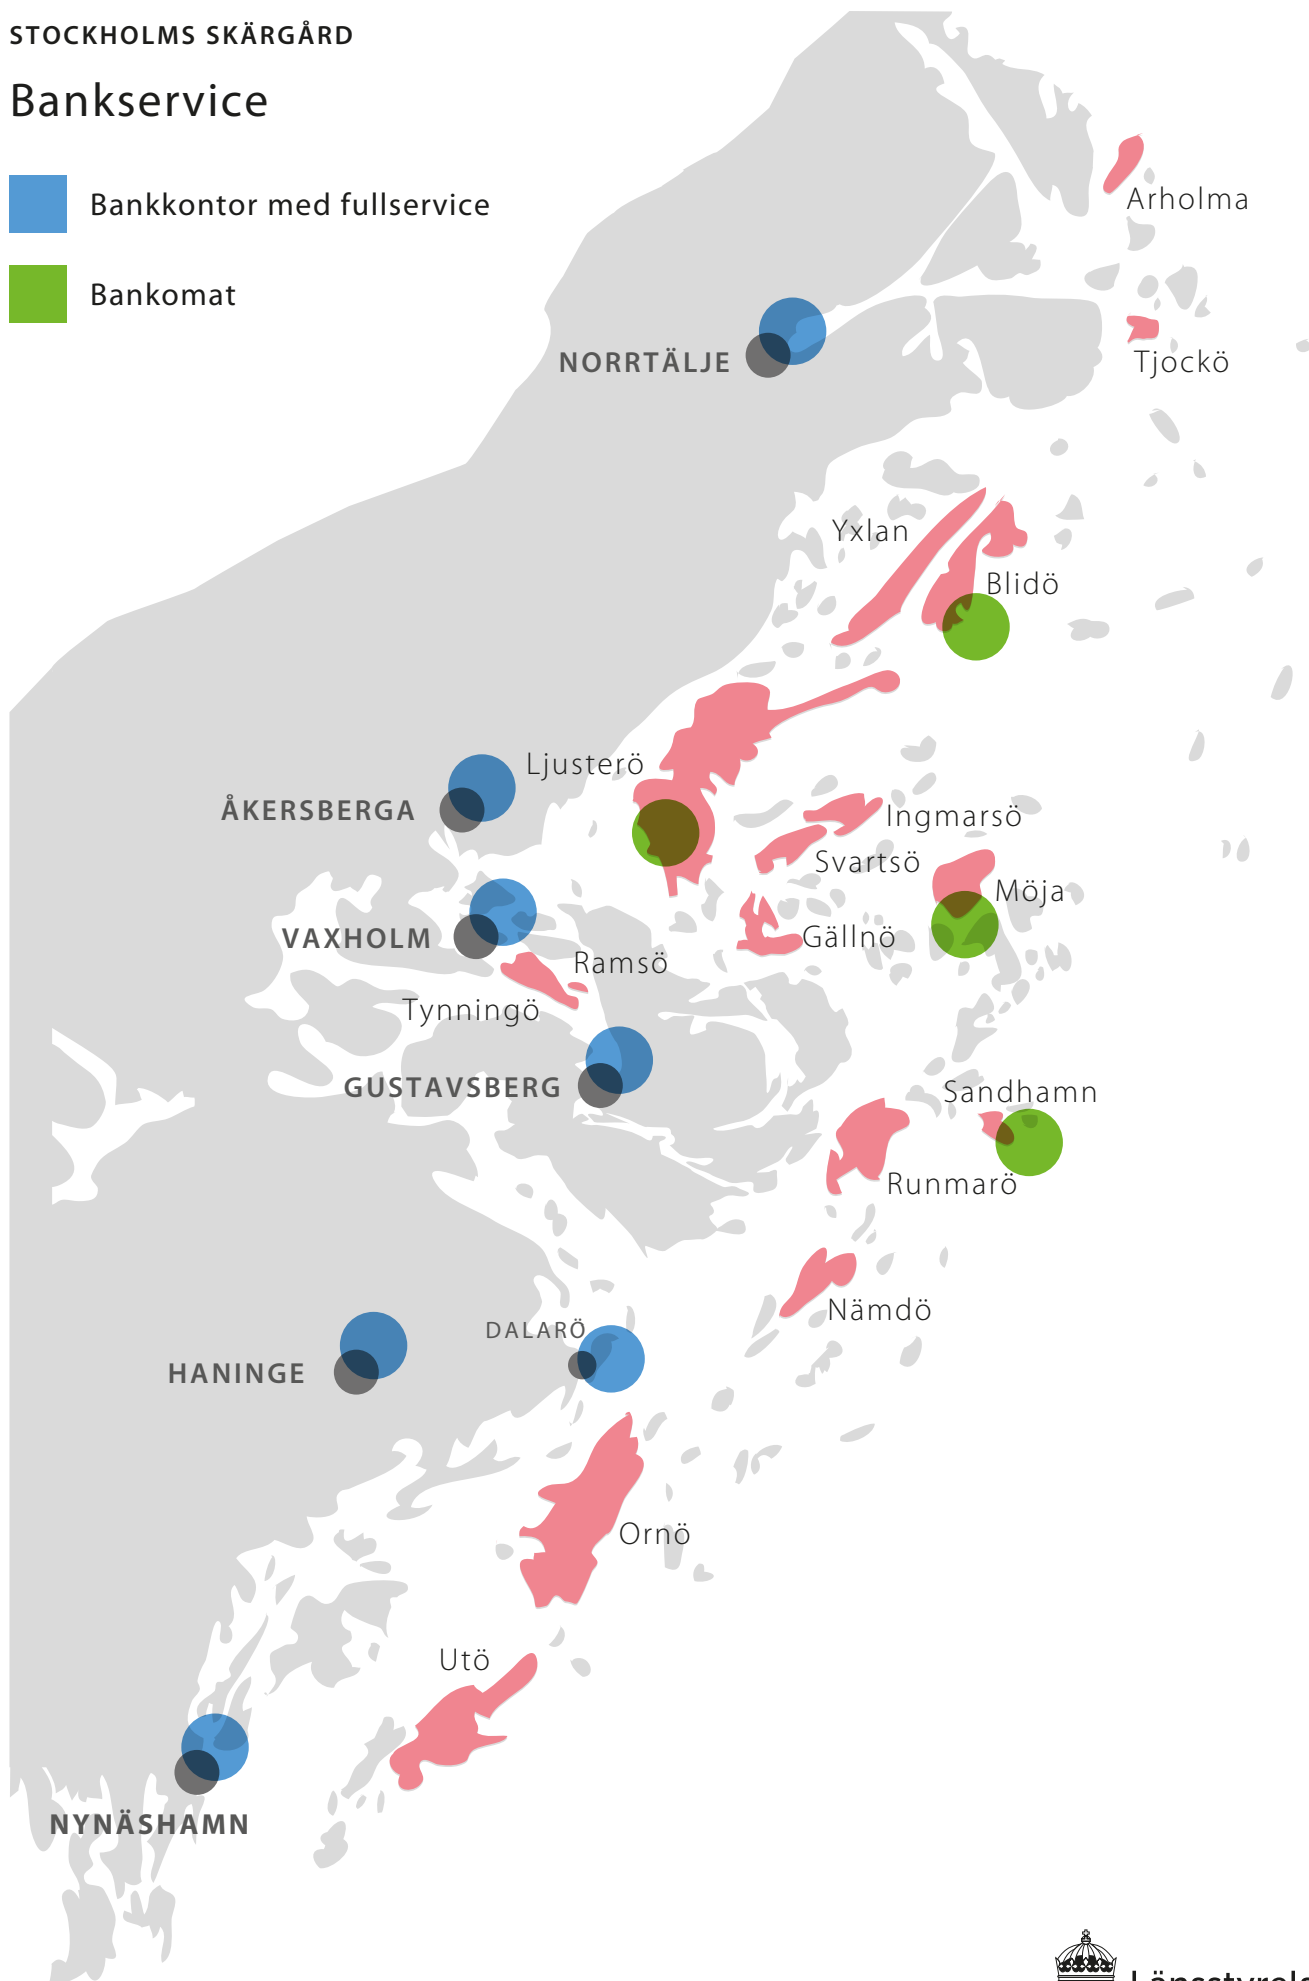 STOCKHOLMS SKÄRGÅRD
Bankservice
Bankkontor med fullservice
Bankomat
Arholma
NORRTÄLJE
Tjockö
Yxlan
Blidö
Ljusterö
ÅKERSBERGA
Ingmarsö
Svartsö
Möja
VAXHOLM
Gällnö
Ramsö
Tynningö
GUSTAVSBERG
Sandhamn
Runmarö
Nämdö
DALARÖ
HANINGE
Ornö
Utö
NYNÄSHAMN